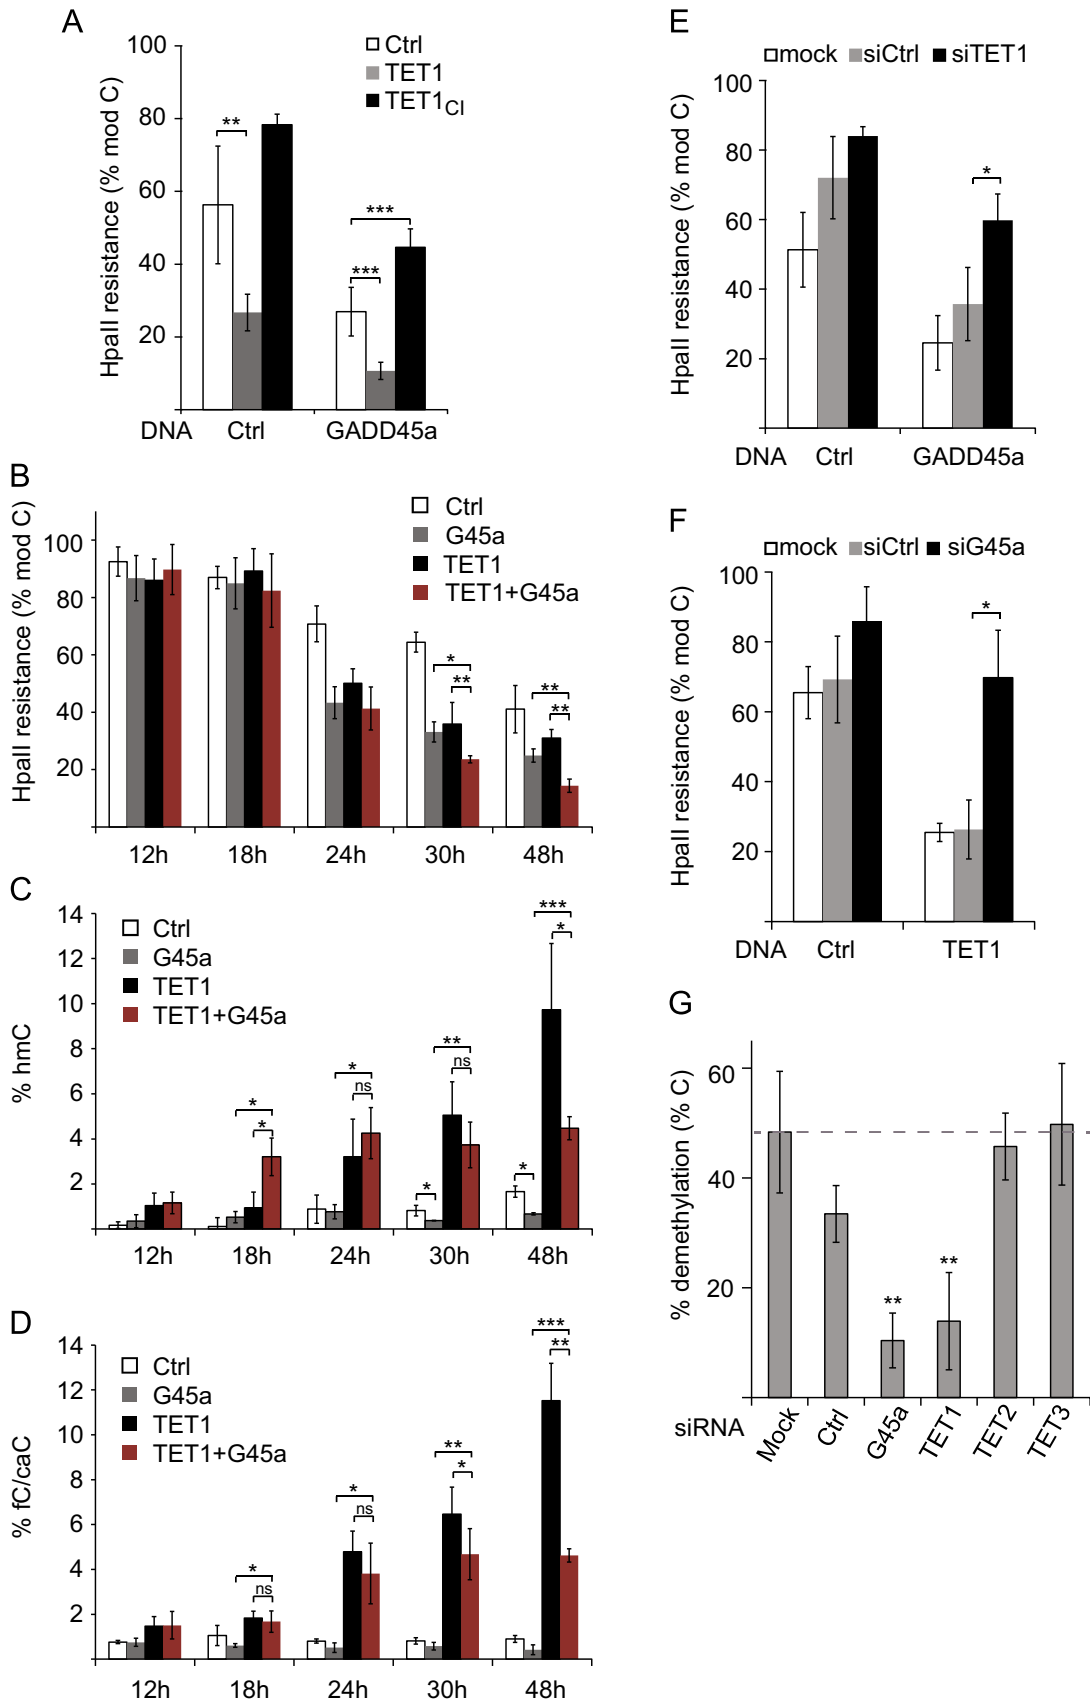 A
HpaII resistance (% mod C)
100
80
60
40
20
Ctrl
TET1
TET1CI
**
***
***
DNA Ctrl GADD45a
B
HpaII resistance (% mod C)
100
80
60
40
20
Ctrl
G45a
TET1
TET1+G45a
*
**
**
**
12h 18h 24h 30h 48h
C
% hmC
14
12
10
8
6
4
2
Ctrl
G45a
TET1
TET1+G45a
*
*
*
ns
**
ns
*
***
*
*
12h 18h 24h 30h 48h
D
% fC/caC
14
12
10
8
6
4
2
Ctrl
G45a
TET1
TET1+G45a
*
ns
*
ns
**
*
***
**
12h 18h 24h 30h 48h
E
mock siCtrl siTET1
HpaII resistance (% mod C)
100
80
60
40
20
*
DNA Ctrl GADD45a
F
mock siCtrl siG45a
HpaII resistance (% mod C)
100
80
60
40
20
*
DNA Ctrl TET1
G
% demethylation (% C)
60
40
20
**
**
siRNA Mock Ctrl G45a TET1 TET2 TET3